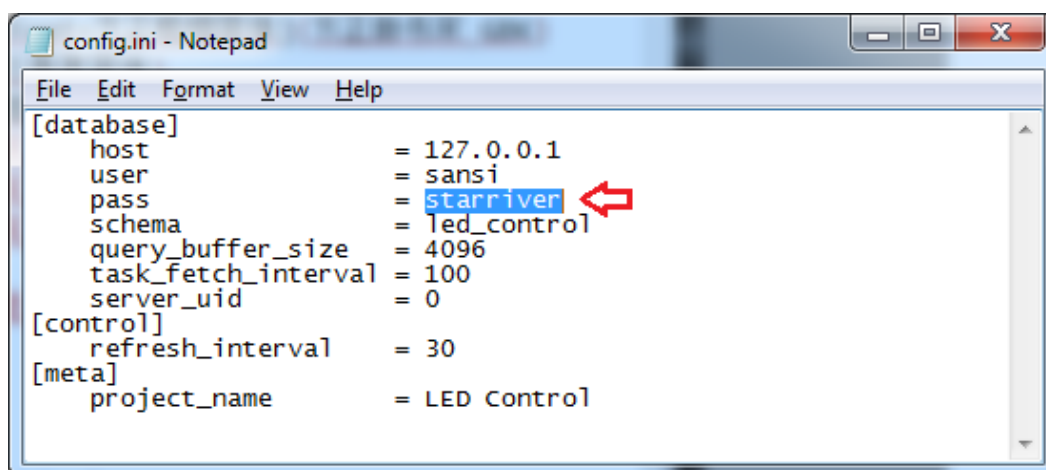 config.ini - Notepad
File Edit Format View Help
[database]
host = 127.0.0.1
user = sansi
pass = starriver
schema = led_control
query_buffer_size = 4096
task_fetch_interval = 100
server_uid = 0
[control]
refresh_interval = 30
[meta]
project_name = LED Control